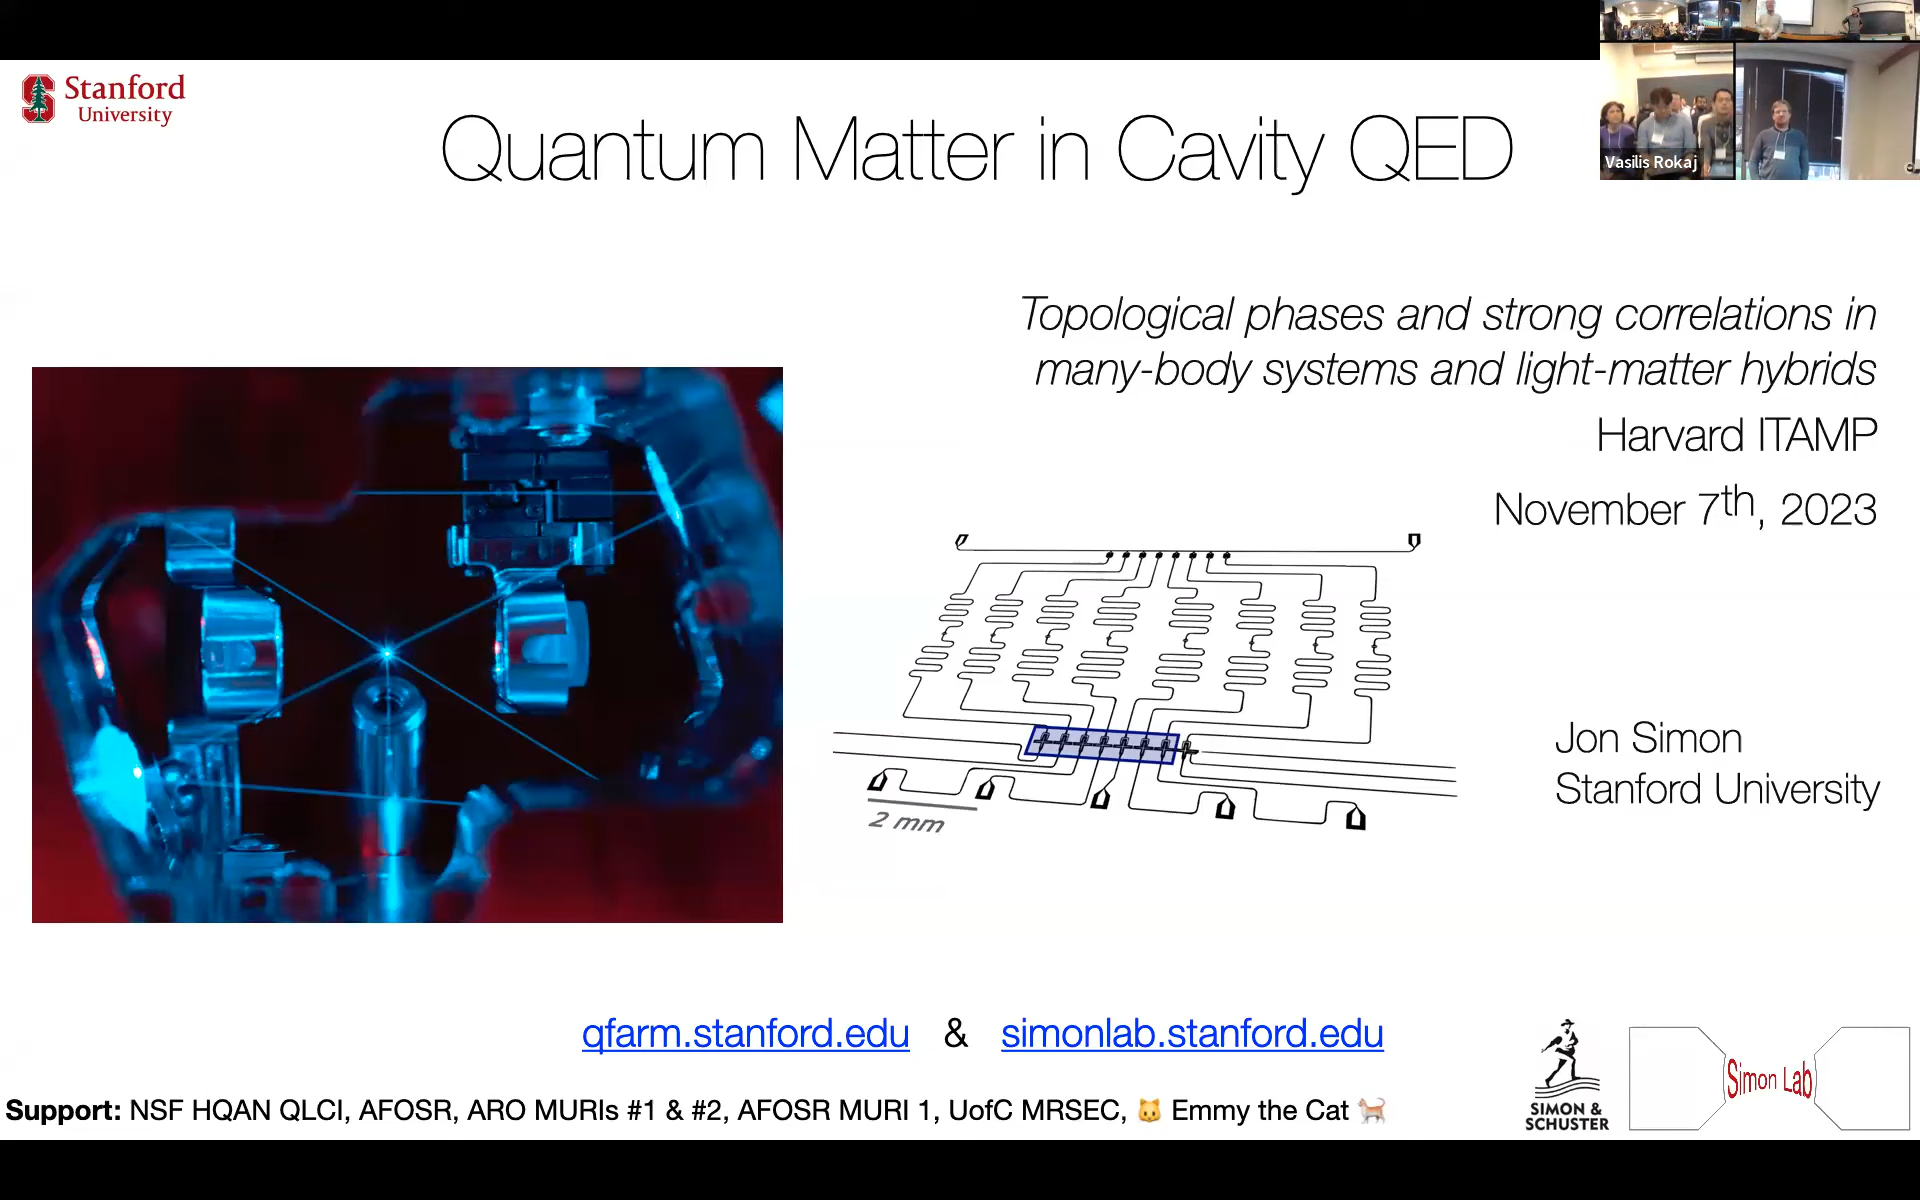 Stanford
University
Quantum Matter in Cavity QED
Vasilis Rokaj
Topological phases and strong correlations in
many-body systems and light-matter hybrids
Harvard ITAMP
November 7th, 2023
2 mm
Jon Simon
Stanford University
qfarm.stanford.edu & simonlab.stanford.edu
Support: NSF HQAN QLCI, AFOSR, ARO MURIs #1 & #2, AFOSR MURI 1, UofC MRSEC, 🐱 Emmy the Cat 🐈
SIMON &
SCHUSTER
Simon Lab